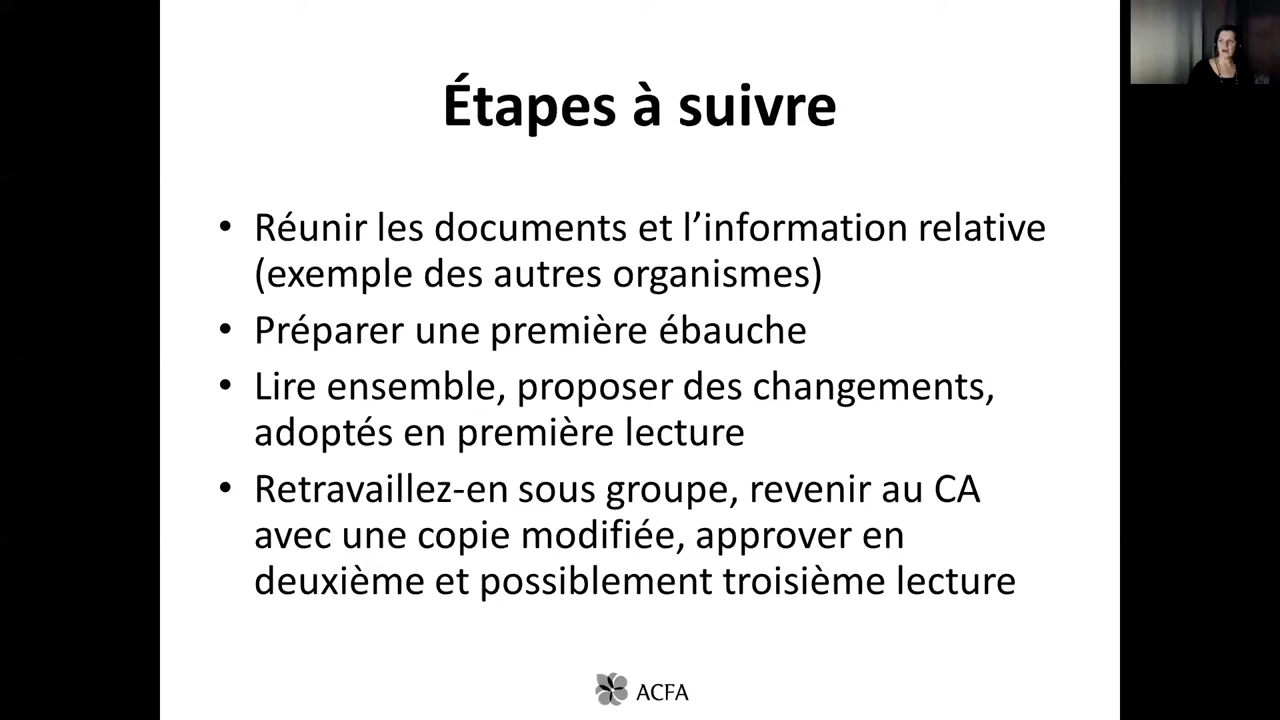 Étapes à suivre
• Réunir les documents et l’information relative
(exemple des autres organismes)
• Préparer une première ébauche
• Lire ensemble, proposer des changements,
adoptés en première lecture
• Retravaillez-en sous groupe, revenir au CA
avec une copie modifiée, approver en
deuxième et possiblement troisième lecture
ACFA